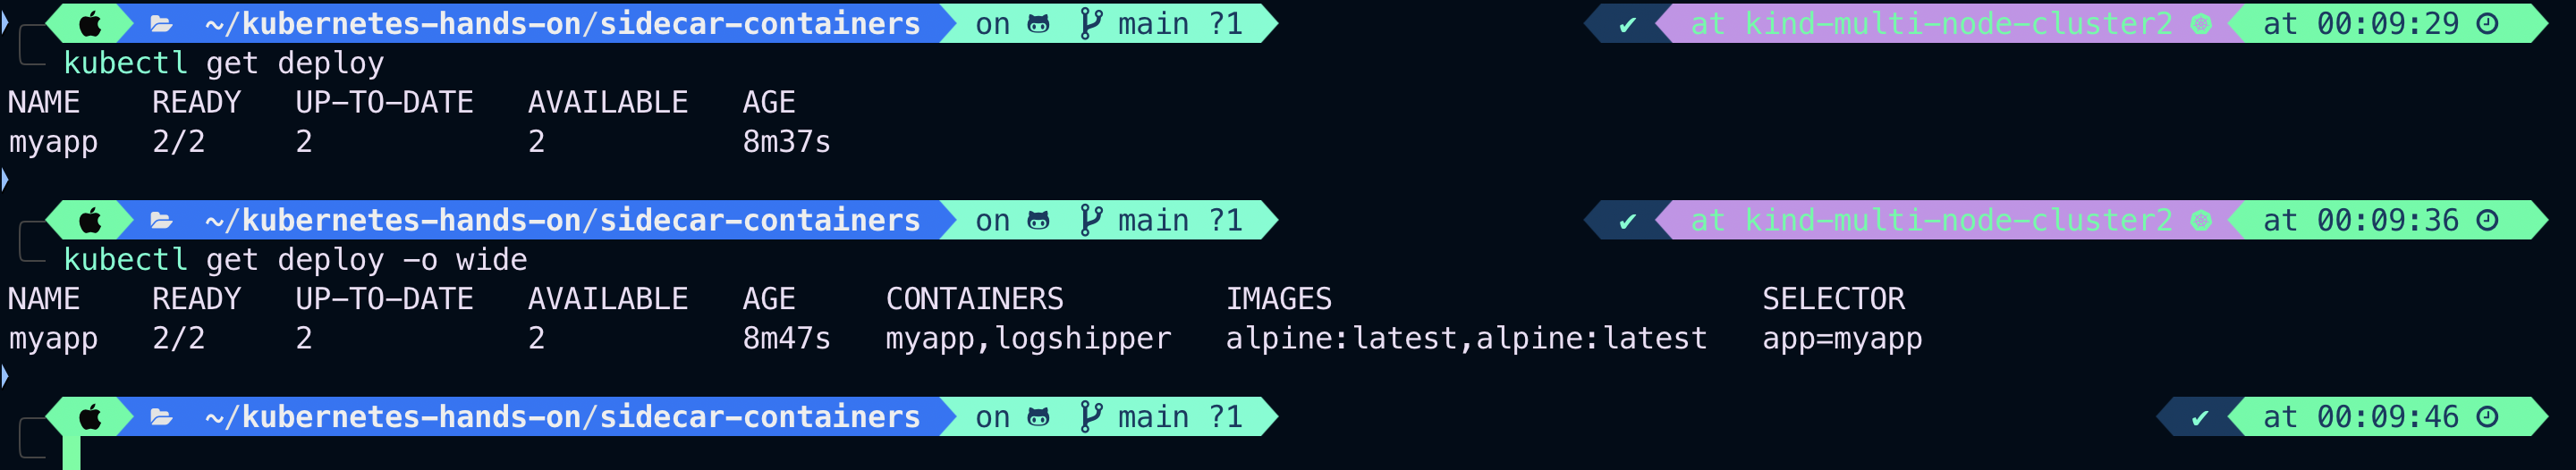 ~/kubernetes-hands-on/sidecar-containers on main ?1 ✔ at kind-multi-node-cluster2 at 00:09:29
kubectl get deploy
NAME READY UP-TO-DATE AVAILABLE AGE
myapp 2/2 2 2 8m37s
~/kubernetes-hands-on/sidecar-containers on main ?1 ✔ at kind-multi-node-cluster2 at 00:09:36
kubectl get deploy -o wide
NAME READY UP-TO-DATE AVAILABLE AGE CONTAINERS IMAGES SELECTOR
myapp 2/2 2 2 8m47s myapp,logshipper alpine:latest,alpine:latest app=myapp
~/kubernetes-hands-on/sidecar-containers on main ?1 ✔ at 00:09:46